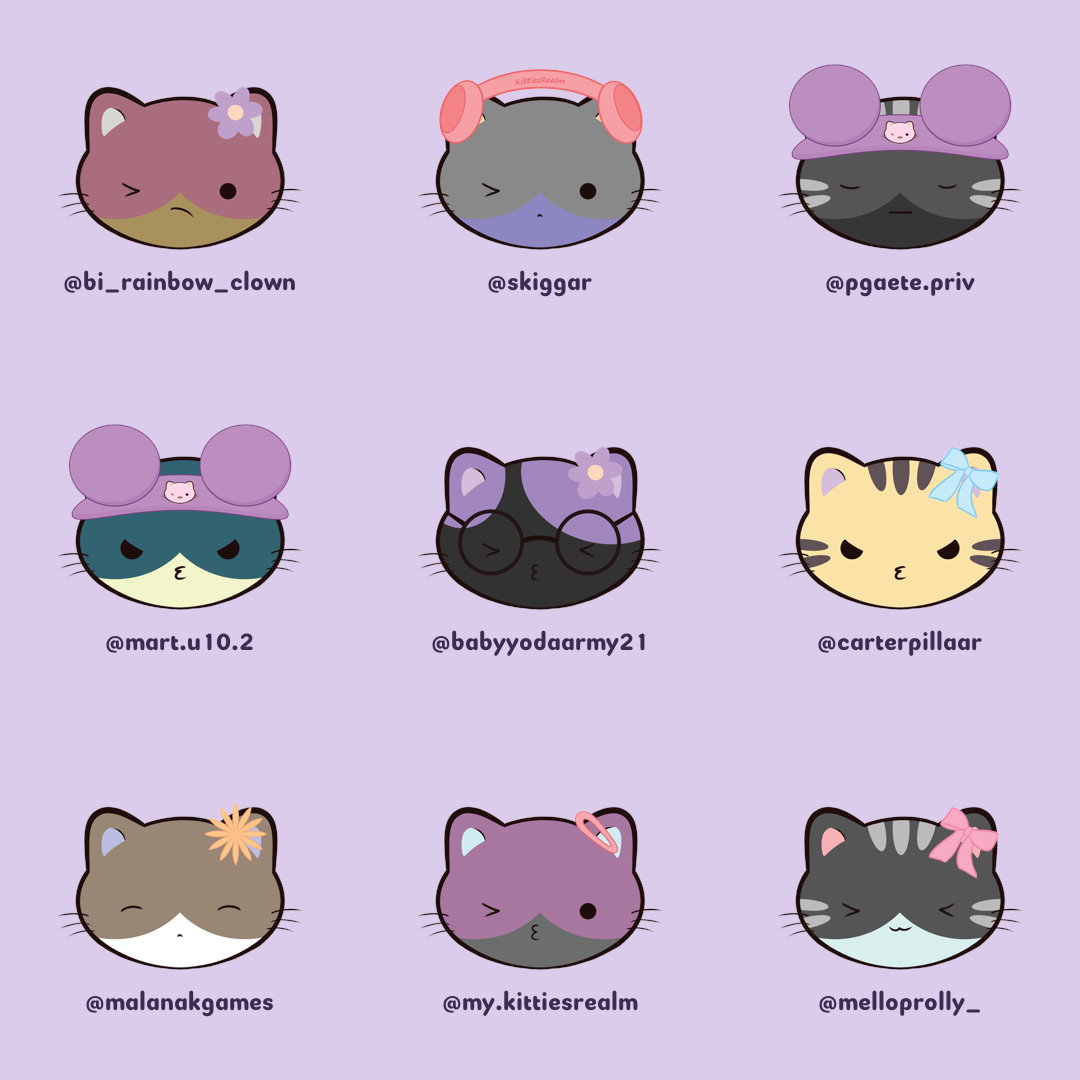 KittiesRealm
@bi_rainbow_clown
@skiggar
@pgaete.priv
@mart.u10.2
@babyyodaarmy21
@carterpillaar
@malanakgames
@my.kittiesrealm
@melloprolly_